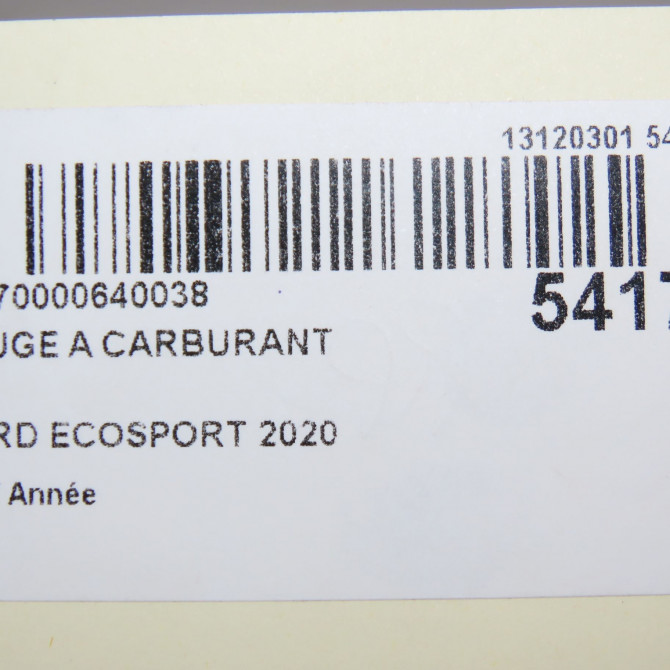 13120301 54
70000640038
5417
UGE A CARBURANT
RD ECOSPORT 2020
Année